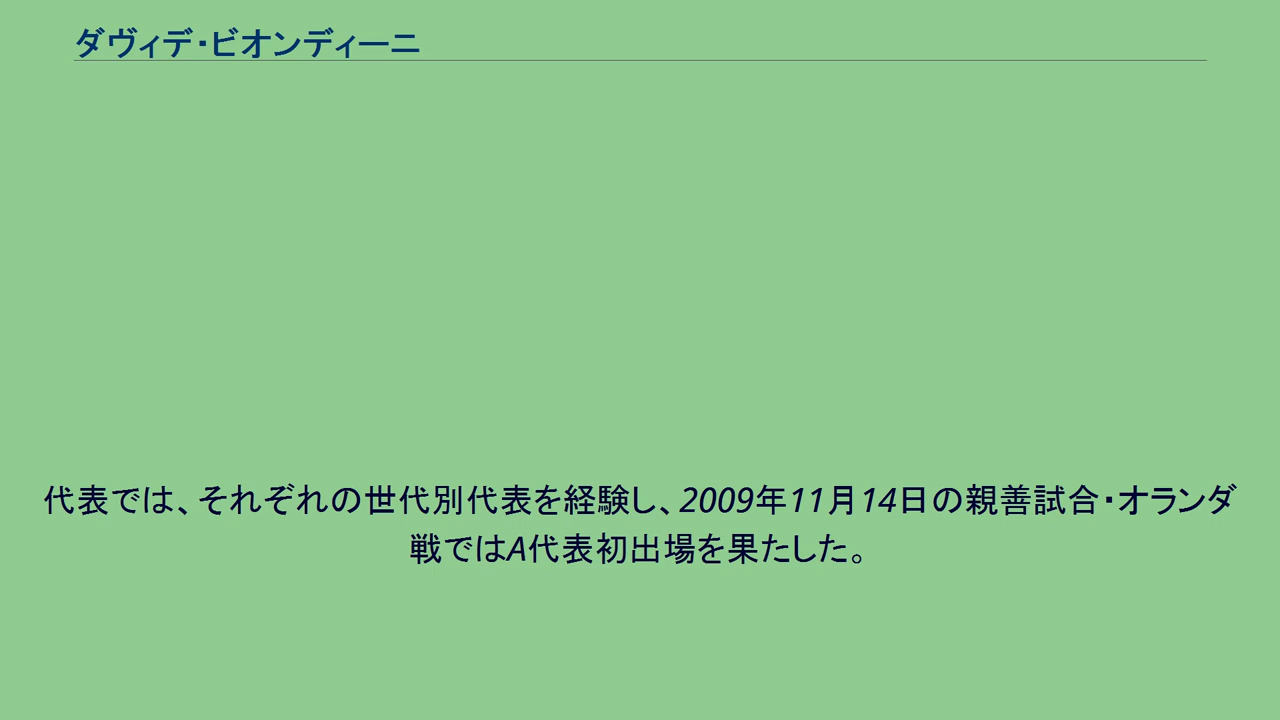 ダヴィデ・ビオンディーニ
代表では、それぞれの世代別代表を経験し、2009年11月14日の親善試合・オランダ
戦ではA代表初出場を果たした。